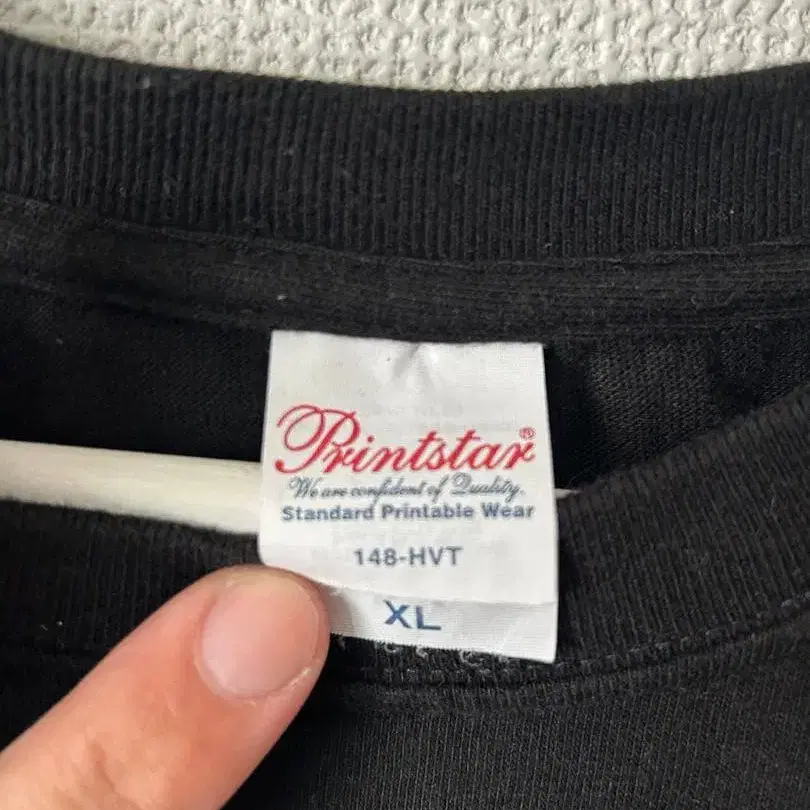 Printstar®
We are confident of Quality.
Standard Printable Wear
148-HVT
XL